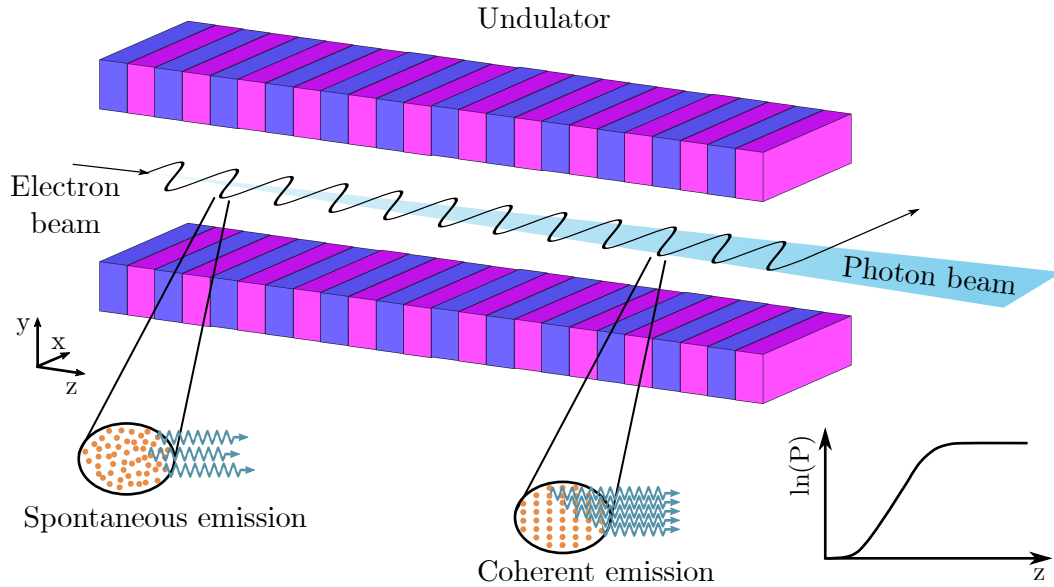 Undulator
Electron
beam
Photon beam
y
x
z
Spontaneous emission
Coherent emission
ln(P)
z